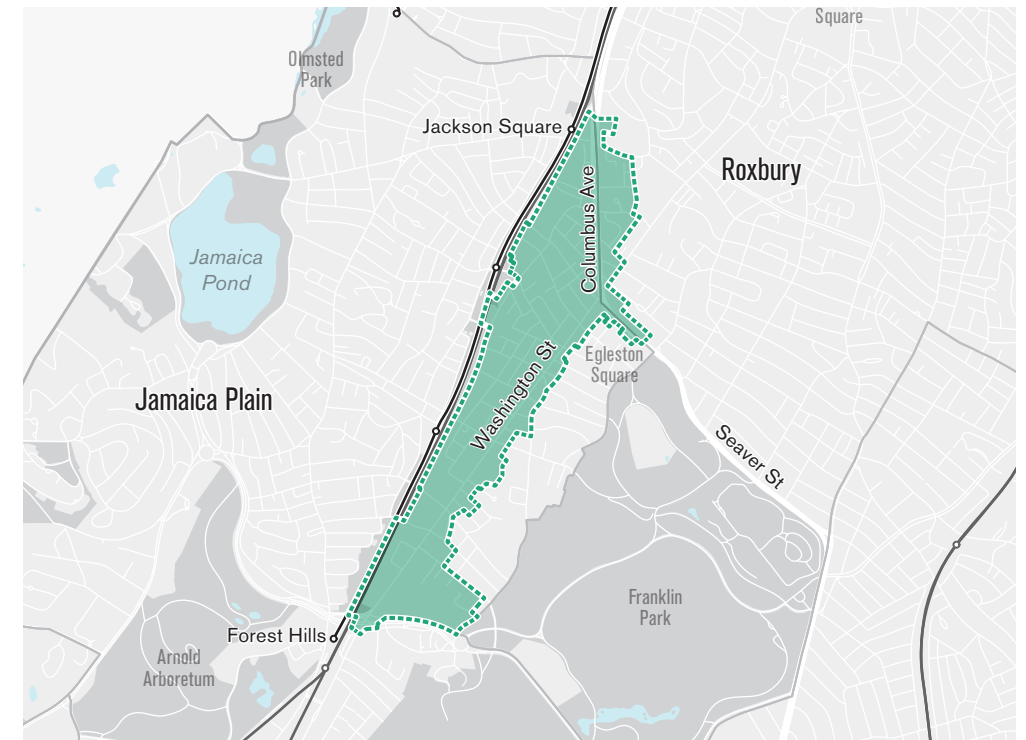 Square
Olmsted
Park
Jackson Square
Roxbury
Columbus Ave
Jamaica
Pond
Egleston
Square
Washington St
Jamaica Plain
Seaver St
Franklin
Park
Forest Hills
Arnold
Arboretum